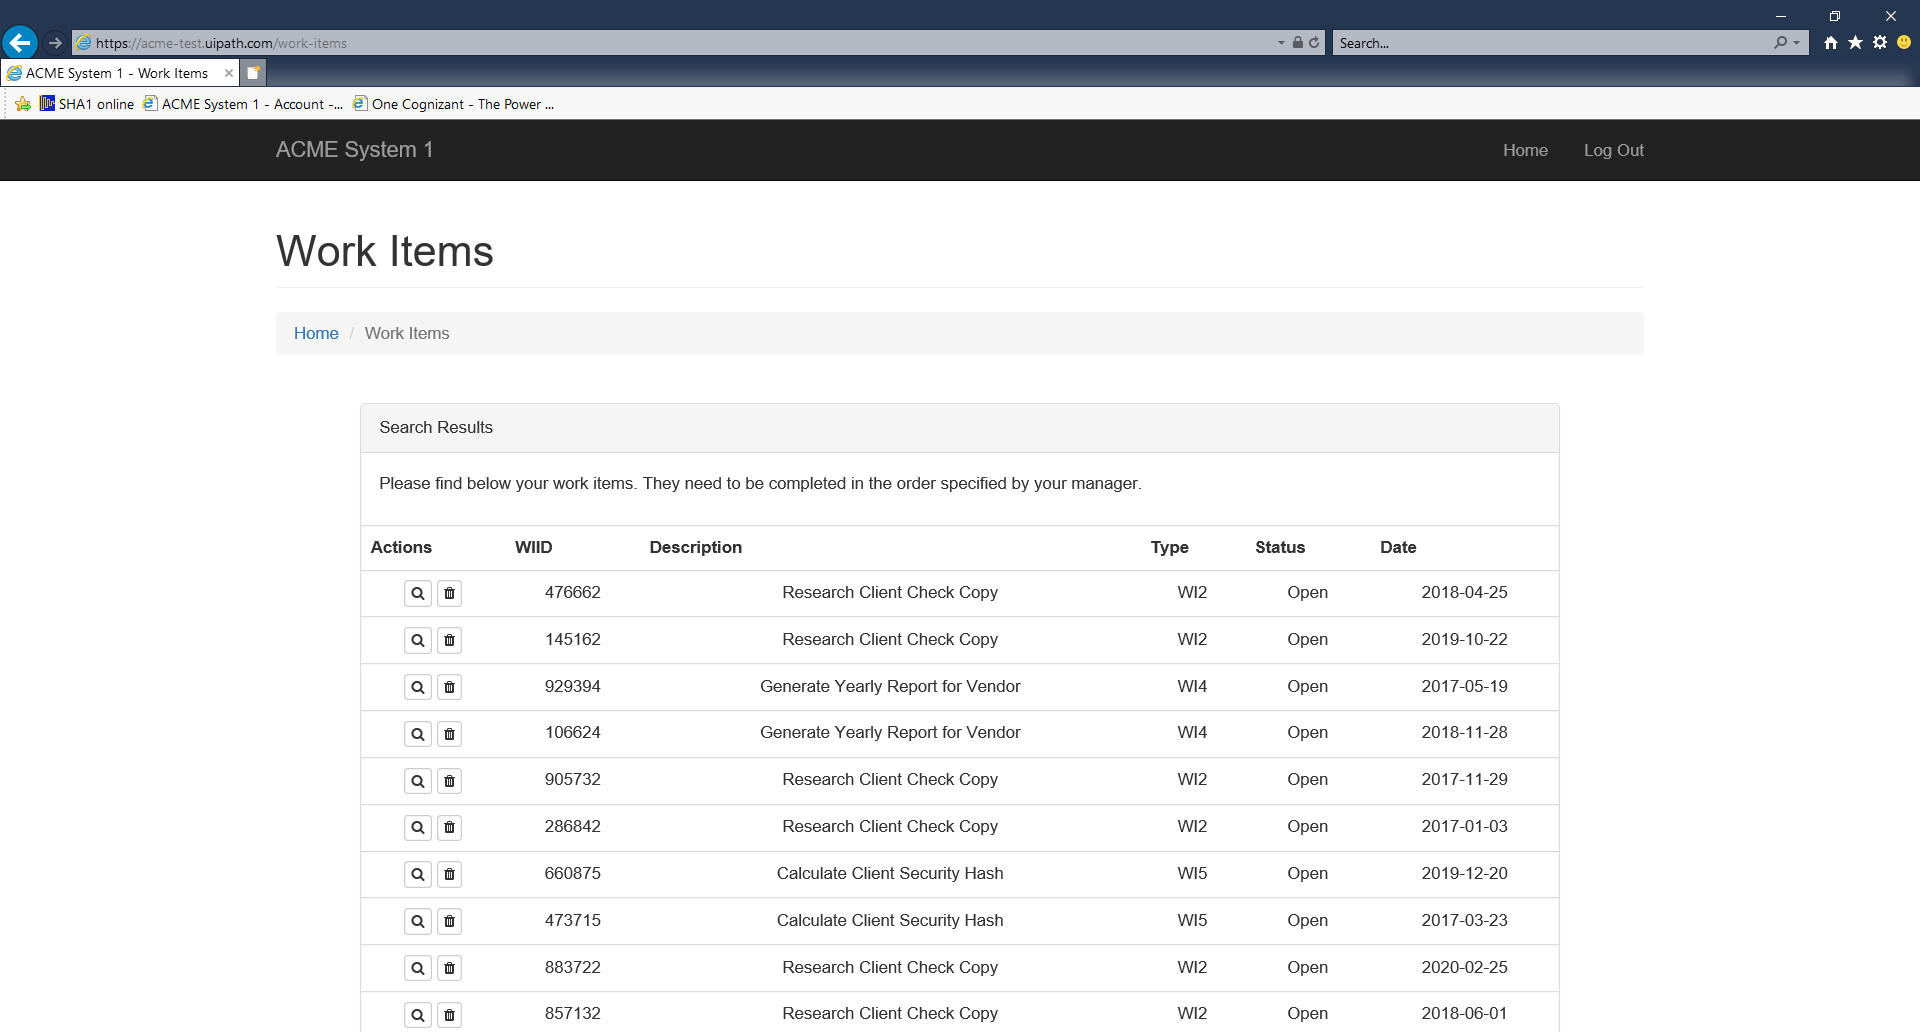 https://acme-test.uipath.com/work-items
Search...
ACME System 1 - Work Items
SHA1 online ACME System 1 - Account -... One Cognizant - The Power ...
ACME System 1 Home Log Out
Work Items
Home / Work Items
Search Results
Please find below your work items. They need to be completed in the order specified by your manager.
Actions WIID Description Type Status Date
476662 Research Client Check Copy WI2 Open 2018-04-25
145162 Research Client Check Copy WI2 Open 2019-10-22
929394 Generate Yearly Report for Vendor WI4 Open 2017-05-19
106624 Generate Yearly Report for Vendor WI4 Open 2018-11-28
905732 Research Client Check Copy WI2 Open 2017-11-29
286842 Research Client Check Copy WI2 Open 2017-01-03
660875 Calculate Client Security Hash WI5 Open 2019-12-20
473715 Calculate Client Security Hash WI5 Open 2017-03-23
883722 Research Client Check Copy WI2 Open 2020-02-25
857132 Research Client Check Copy WI2 Open 2018-06-01